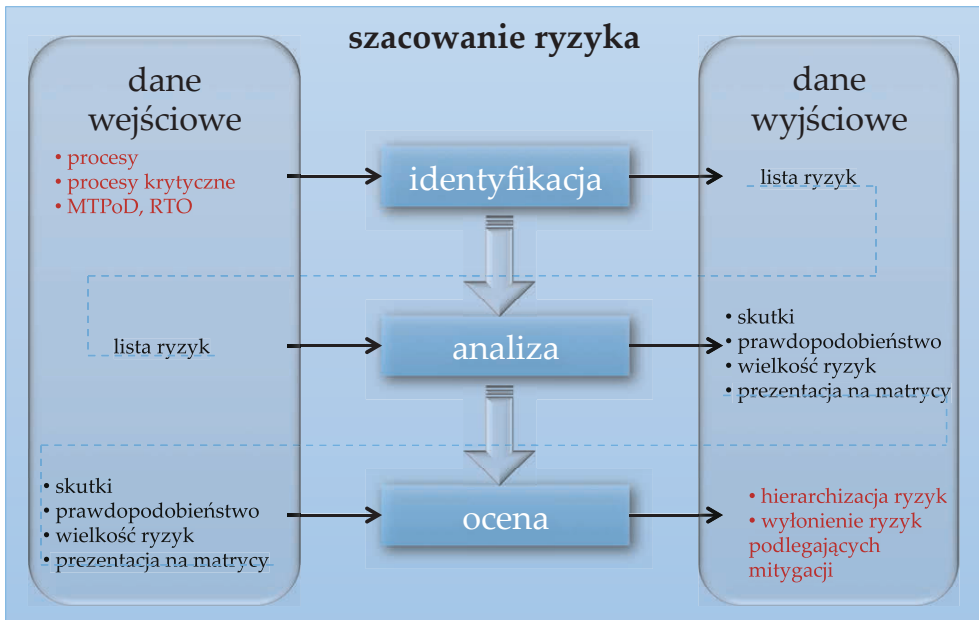 szacowanie ryzyka
dane
wejściowe
• procesy
• procesy krytyczne
• MTPoD, RTO
identyfikacja
dane
wyjściowe
lista ryzyk
lista ryzyk
analiza
• skutki
• prawdopodobieństwo
• wielkość ryzyk
• prezentacja na matrycy
• skutki
• prawdopodobieństwo
• wielkość ryzyk
• prezentacja na matrycy
ocena
• hierarchizacja ryzyk
• wyłonienie ryzyk
podlegających
mitygacji